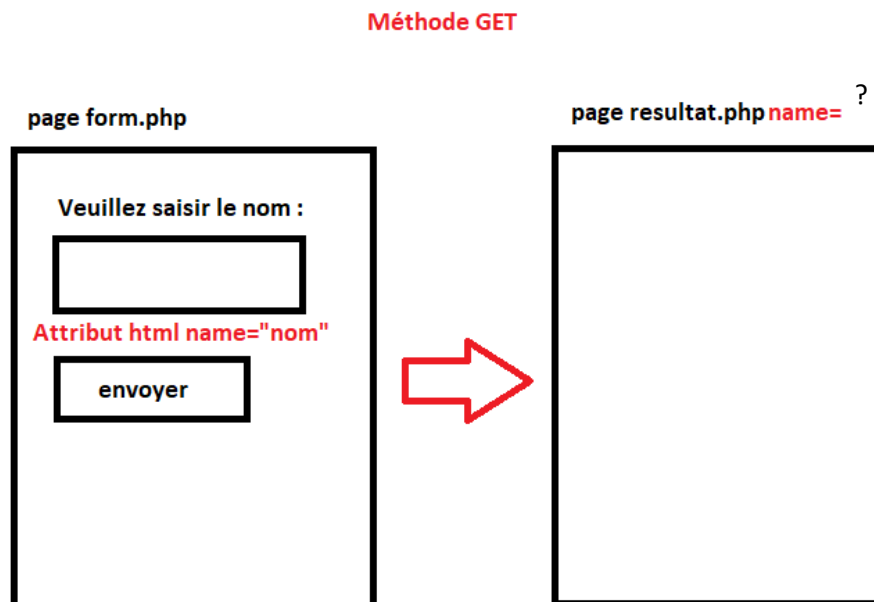 Méthode GET
page form.php
page resultat.php name= ?
Veuillez saisir le nom :
Attribut html name="nom"
envoyer